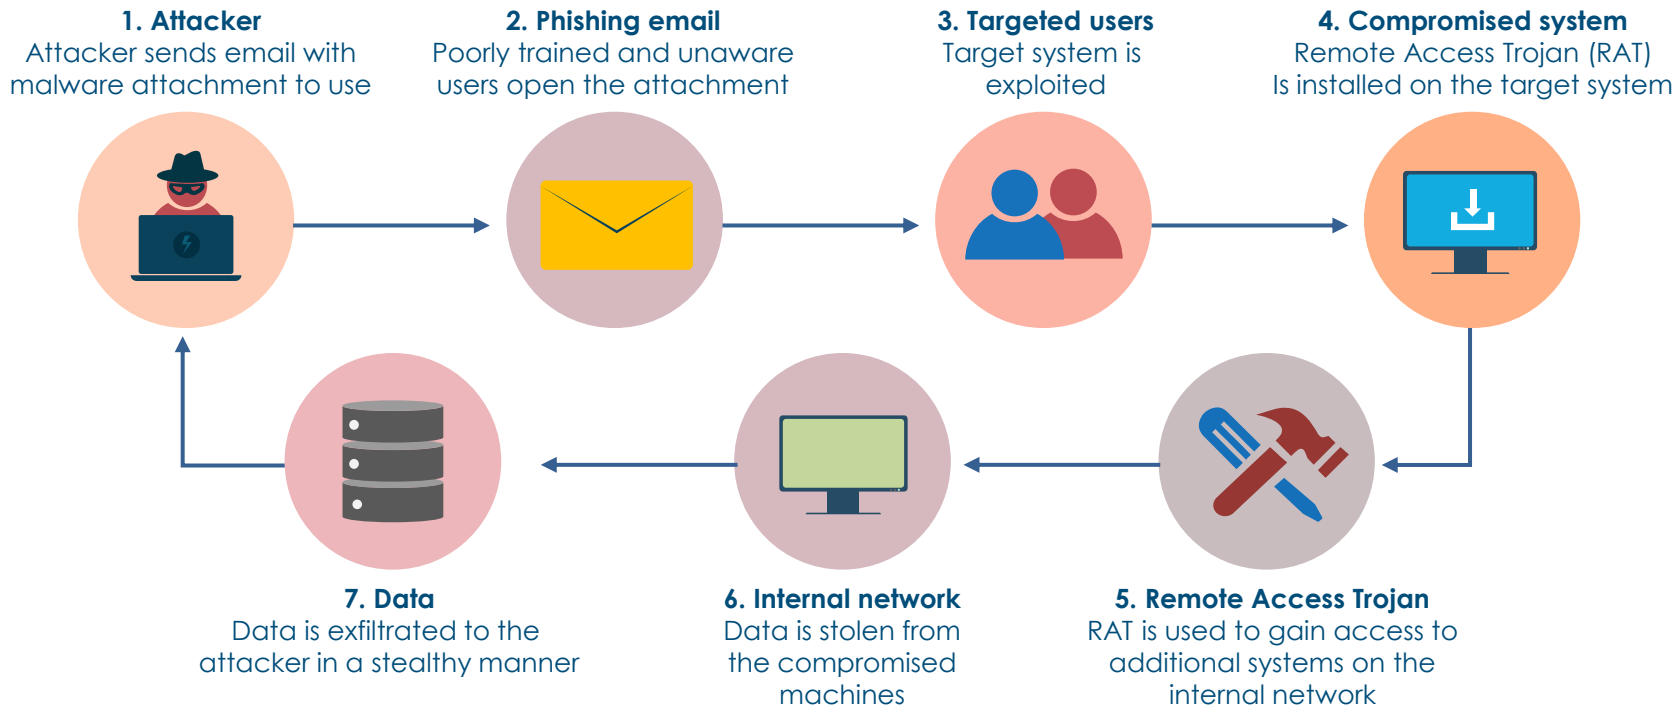 1. Attacker
Attacker sends email with
malware attachment to use
2. Phishing email
Poorly trained and unaware
users open the attachment
3. Targeted users
Target system is
exploited
4. Compromised system
Remote Access Trojan (RAT)
Is installed on the target system
7. Data
Data is exfiltrated to the
attacker in a stealthy manner
6. Internal network
Data is stolen from
the compromised
machines
5. Remote Access Trojan
RAT is used to gain access to
additional systems on the
internal network